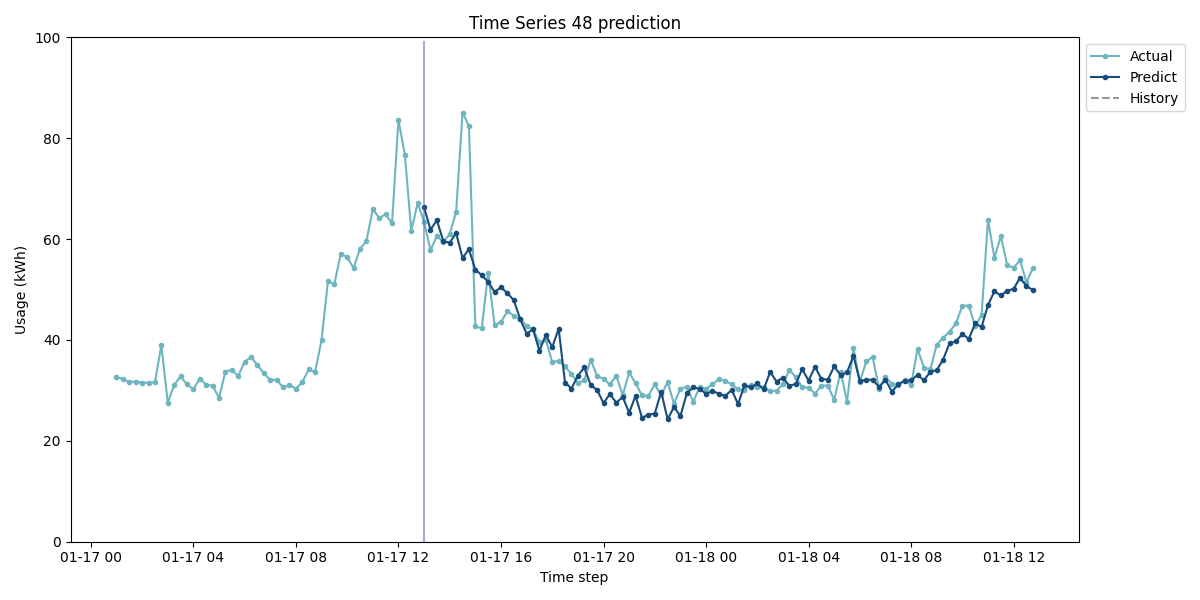 Time Series 48 prediction
Usage (kWh)
100
80
60
40
20
0
01-17 00
01-17 04
01-17 08
01-17 12
01-17 16
01-17 20
01-18 00
01-18 04
01-18 08
01-18 12
Time step
Actual
Predict
History